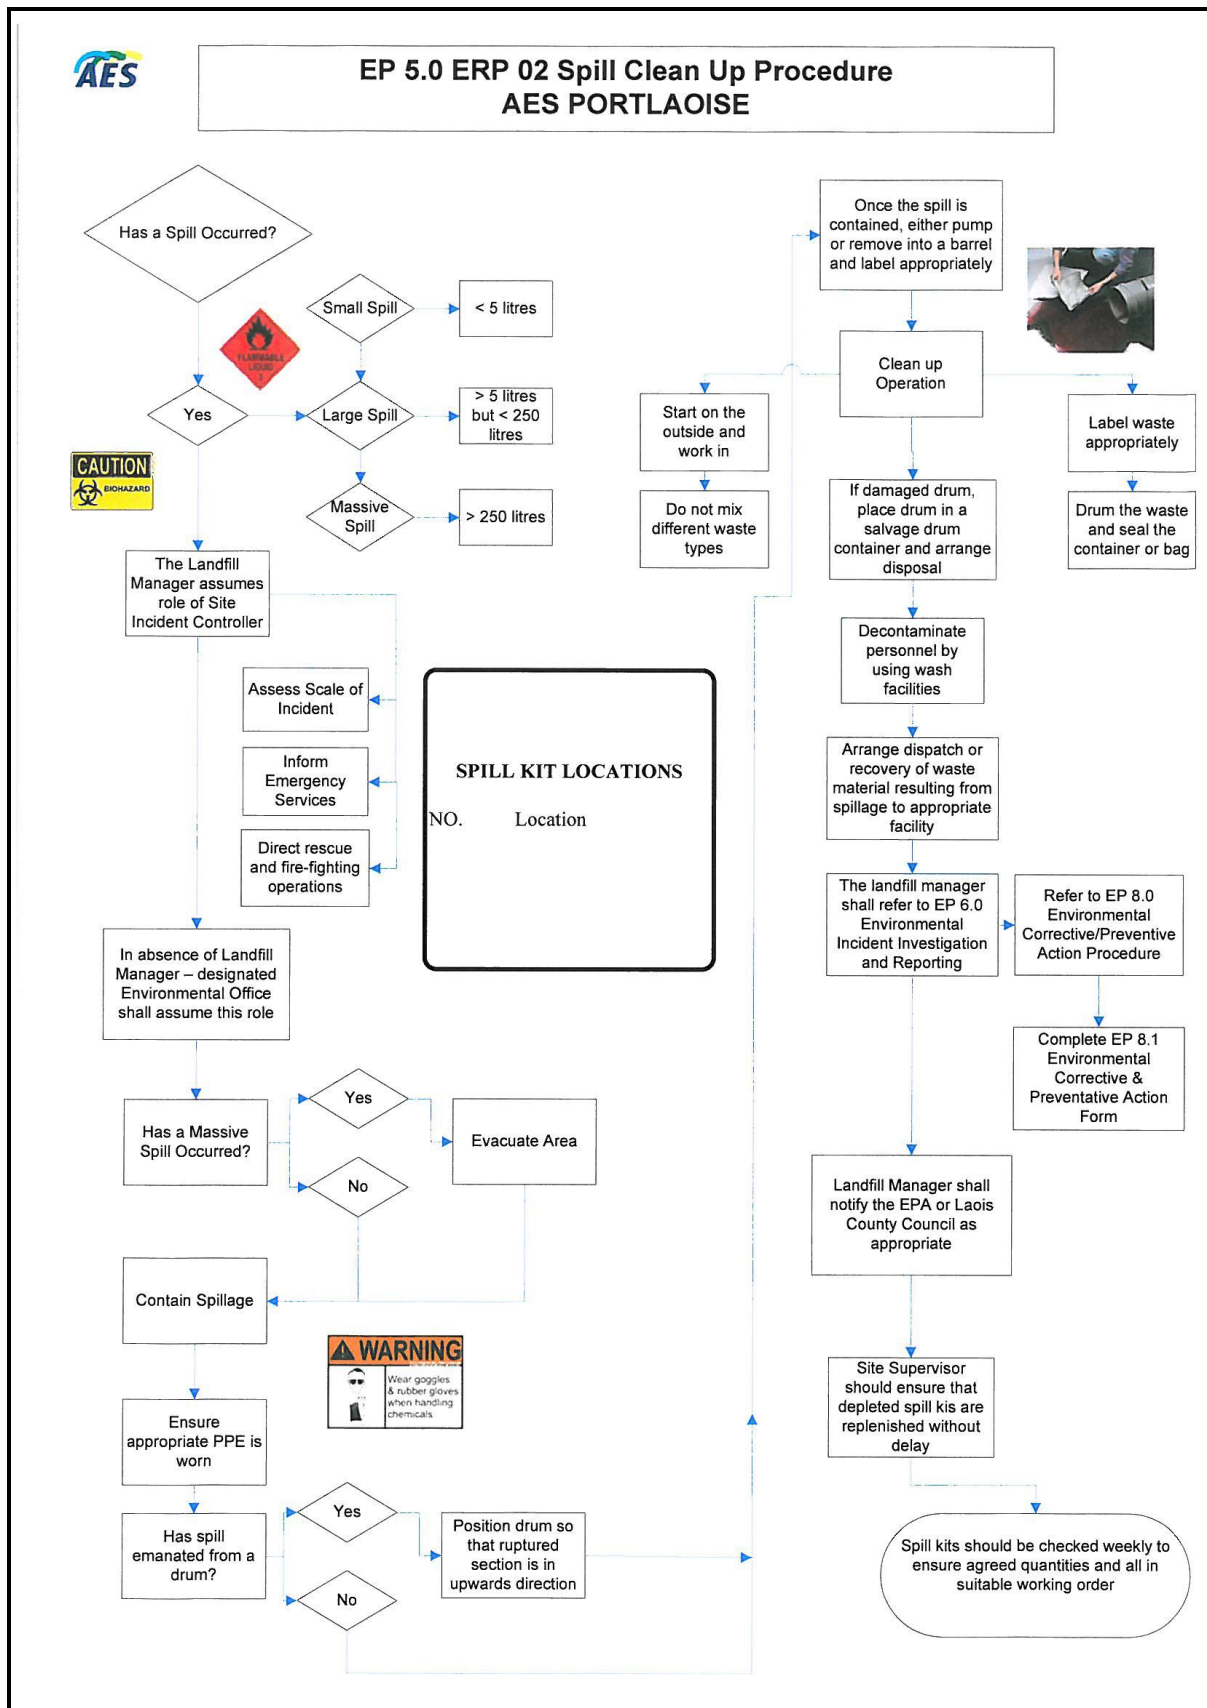 AES
EP 5.0 ERP 02 Spill Clean Up Procedure
AES PORTLAOISE
Has a Spill Occurred?
Small Spill
< 5 litres
FLAMMABLE
LIQUID
3
Yes
Large Spill
> 5 litres
but < 250
litres
CAUTION
BIOHAZARD
Massive
Spill
> 250 litres
The Landfill
Manager assumes
role of Site
Incident Controller
Assess Scale of
Incident
Inform
Emergency
Services
Direct rescue
and fire-fighting
operations
SPILL KIT LOCATIONS
NO. Location
In absence of Landfill
Manager – designated
Environmental Office
shall assume this role
Has a Massive
Spill Occurred?
Yes
No
Evacuate Area
Contain Spillage
WARNING
Wear goggles
& rubber gloves
when handling
chemicals
Ensure
appropriate PPE is
worn
Has spill
emanated from a
drum?
Yes
No
Position drum so
that ruptured
section is in
upwards direction
Once the spill is
contained, either pump
or remove into a barrel
and label appropriately
Clean up
Operation
Start on the
outside and
work in
Do not mix
different waste
types
Label waste
appropriately
Drum the waste
and seal the
container or bag
If damaged drum,
place drum in a
salvage drum
container and arrange
disposal
Decontaminate
personnel by
using wash
facilities
Arrange dispatch or
recovery of waste
material resulting from
spillage to appropriate
facility
The landfill manager
shall refer to EP 6.0
Environmental
Incident Investigation
and Reporting
Refer to EP 8.0
Environmental
Corrective/Preventive
Action Procedure
Complete EP 8.1
Environmental
Corrective &
Preventative Action
Form
Landfill Manager shall
notify the EPA or Laois
County Council as
appropriate
Site Supervisor
should ensure that
depleted spill kis are
replenished without
delay
Spill kits should be checked weekly to
ensure agreed quantities and all in
suitable working order